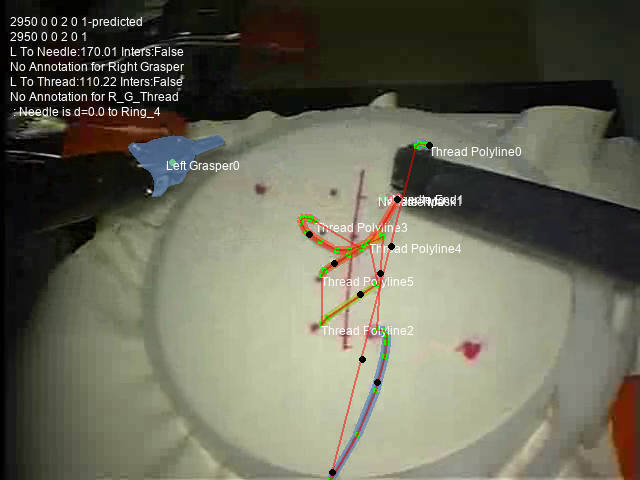 2950 0 0 2 0 1-predicted
2950 0 0 2 0 1
L To Needle:170.01 Inters:False
No Annotation for Right Grasper
L To Thread:110.22 Inters:False
No Annotation for R_G_Thread
: Needle is d=0.0 to Ring_4
Thread Polyline0
Left Grasper0
Thread Polyline3
Thread Polyline4
Thread Polyline5
Thread Polyline2